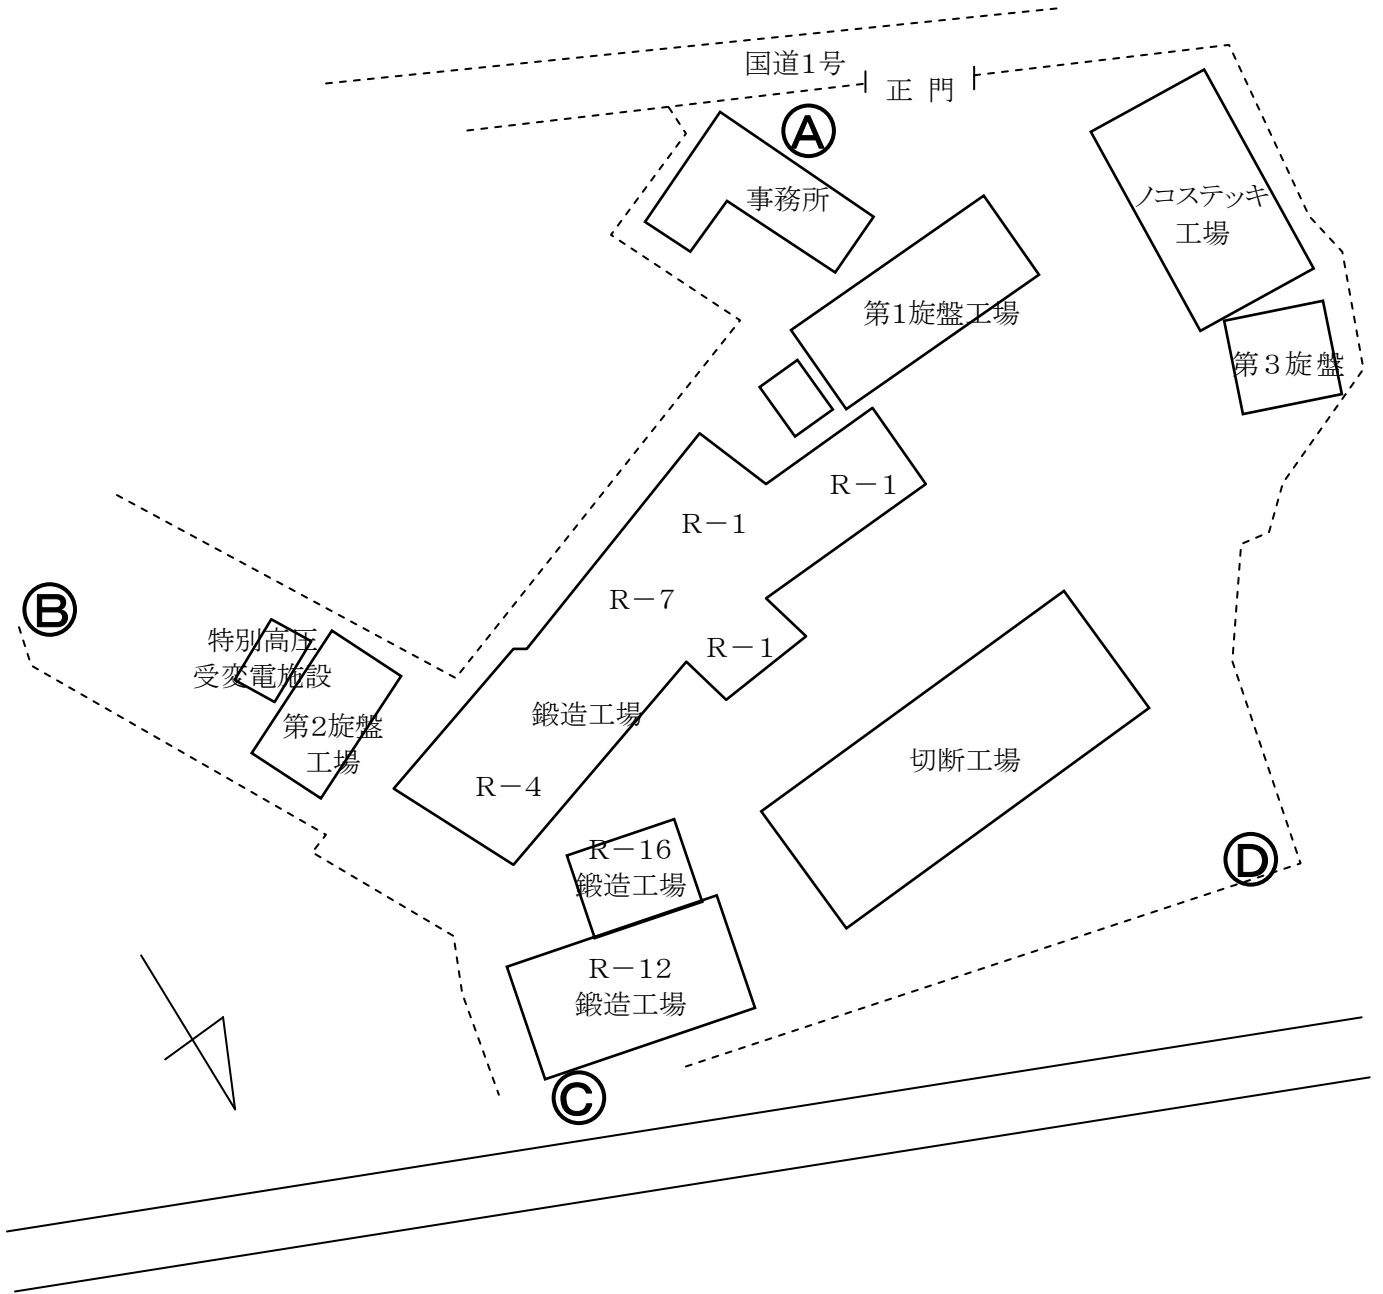 国道1号
正 門
Ⓐ
事務所
ノコステッキ
工場
第1旋盤工場
第3旋盤
R－1
R－1
R－7
R－1
Ⓑ
特別高圧
受変電施設
第2旋盤
工場
鍛造工場
R－4
切断工場
R－16
鍛造工場
Ⓓ
R－12
鍛造工場
Ⓒ